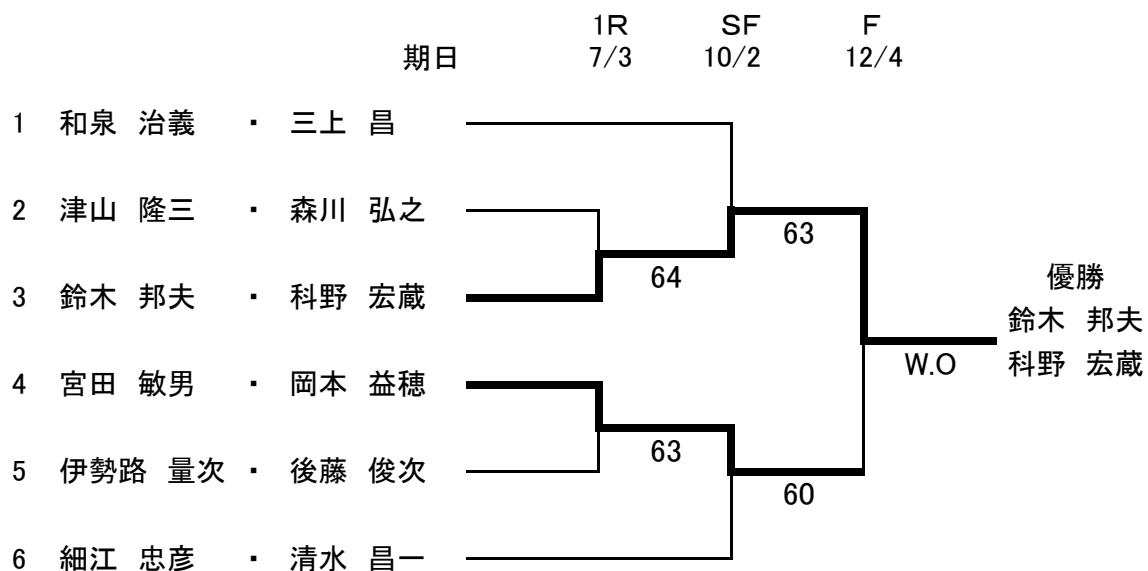 1R SF F
期日 7/3 10/2 12/4
1 和泉 治義 ・ 三上 昌
2 津山 隆三 ・ 森川 弘之
63
64
3 鈴木 邦夫 ・ 科野 宏蔵
優勝
鈴木 邦夫
W.O 科野 宏蔵
4 宮田 敏男 ・ 岡本 益穂
63
5 伊勢路 量次 ・ 後藤 俊次
60
6 細江 忠彦 ・ 清水 昌一